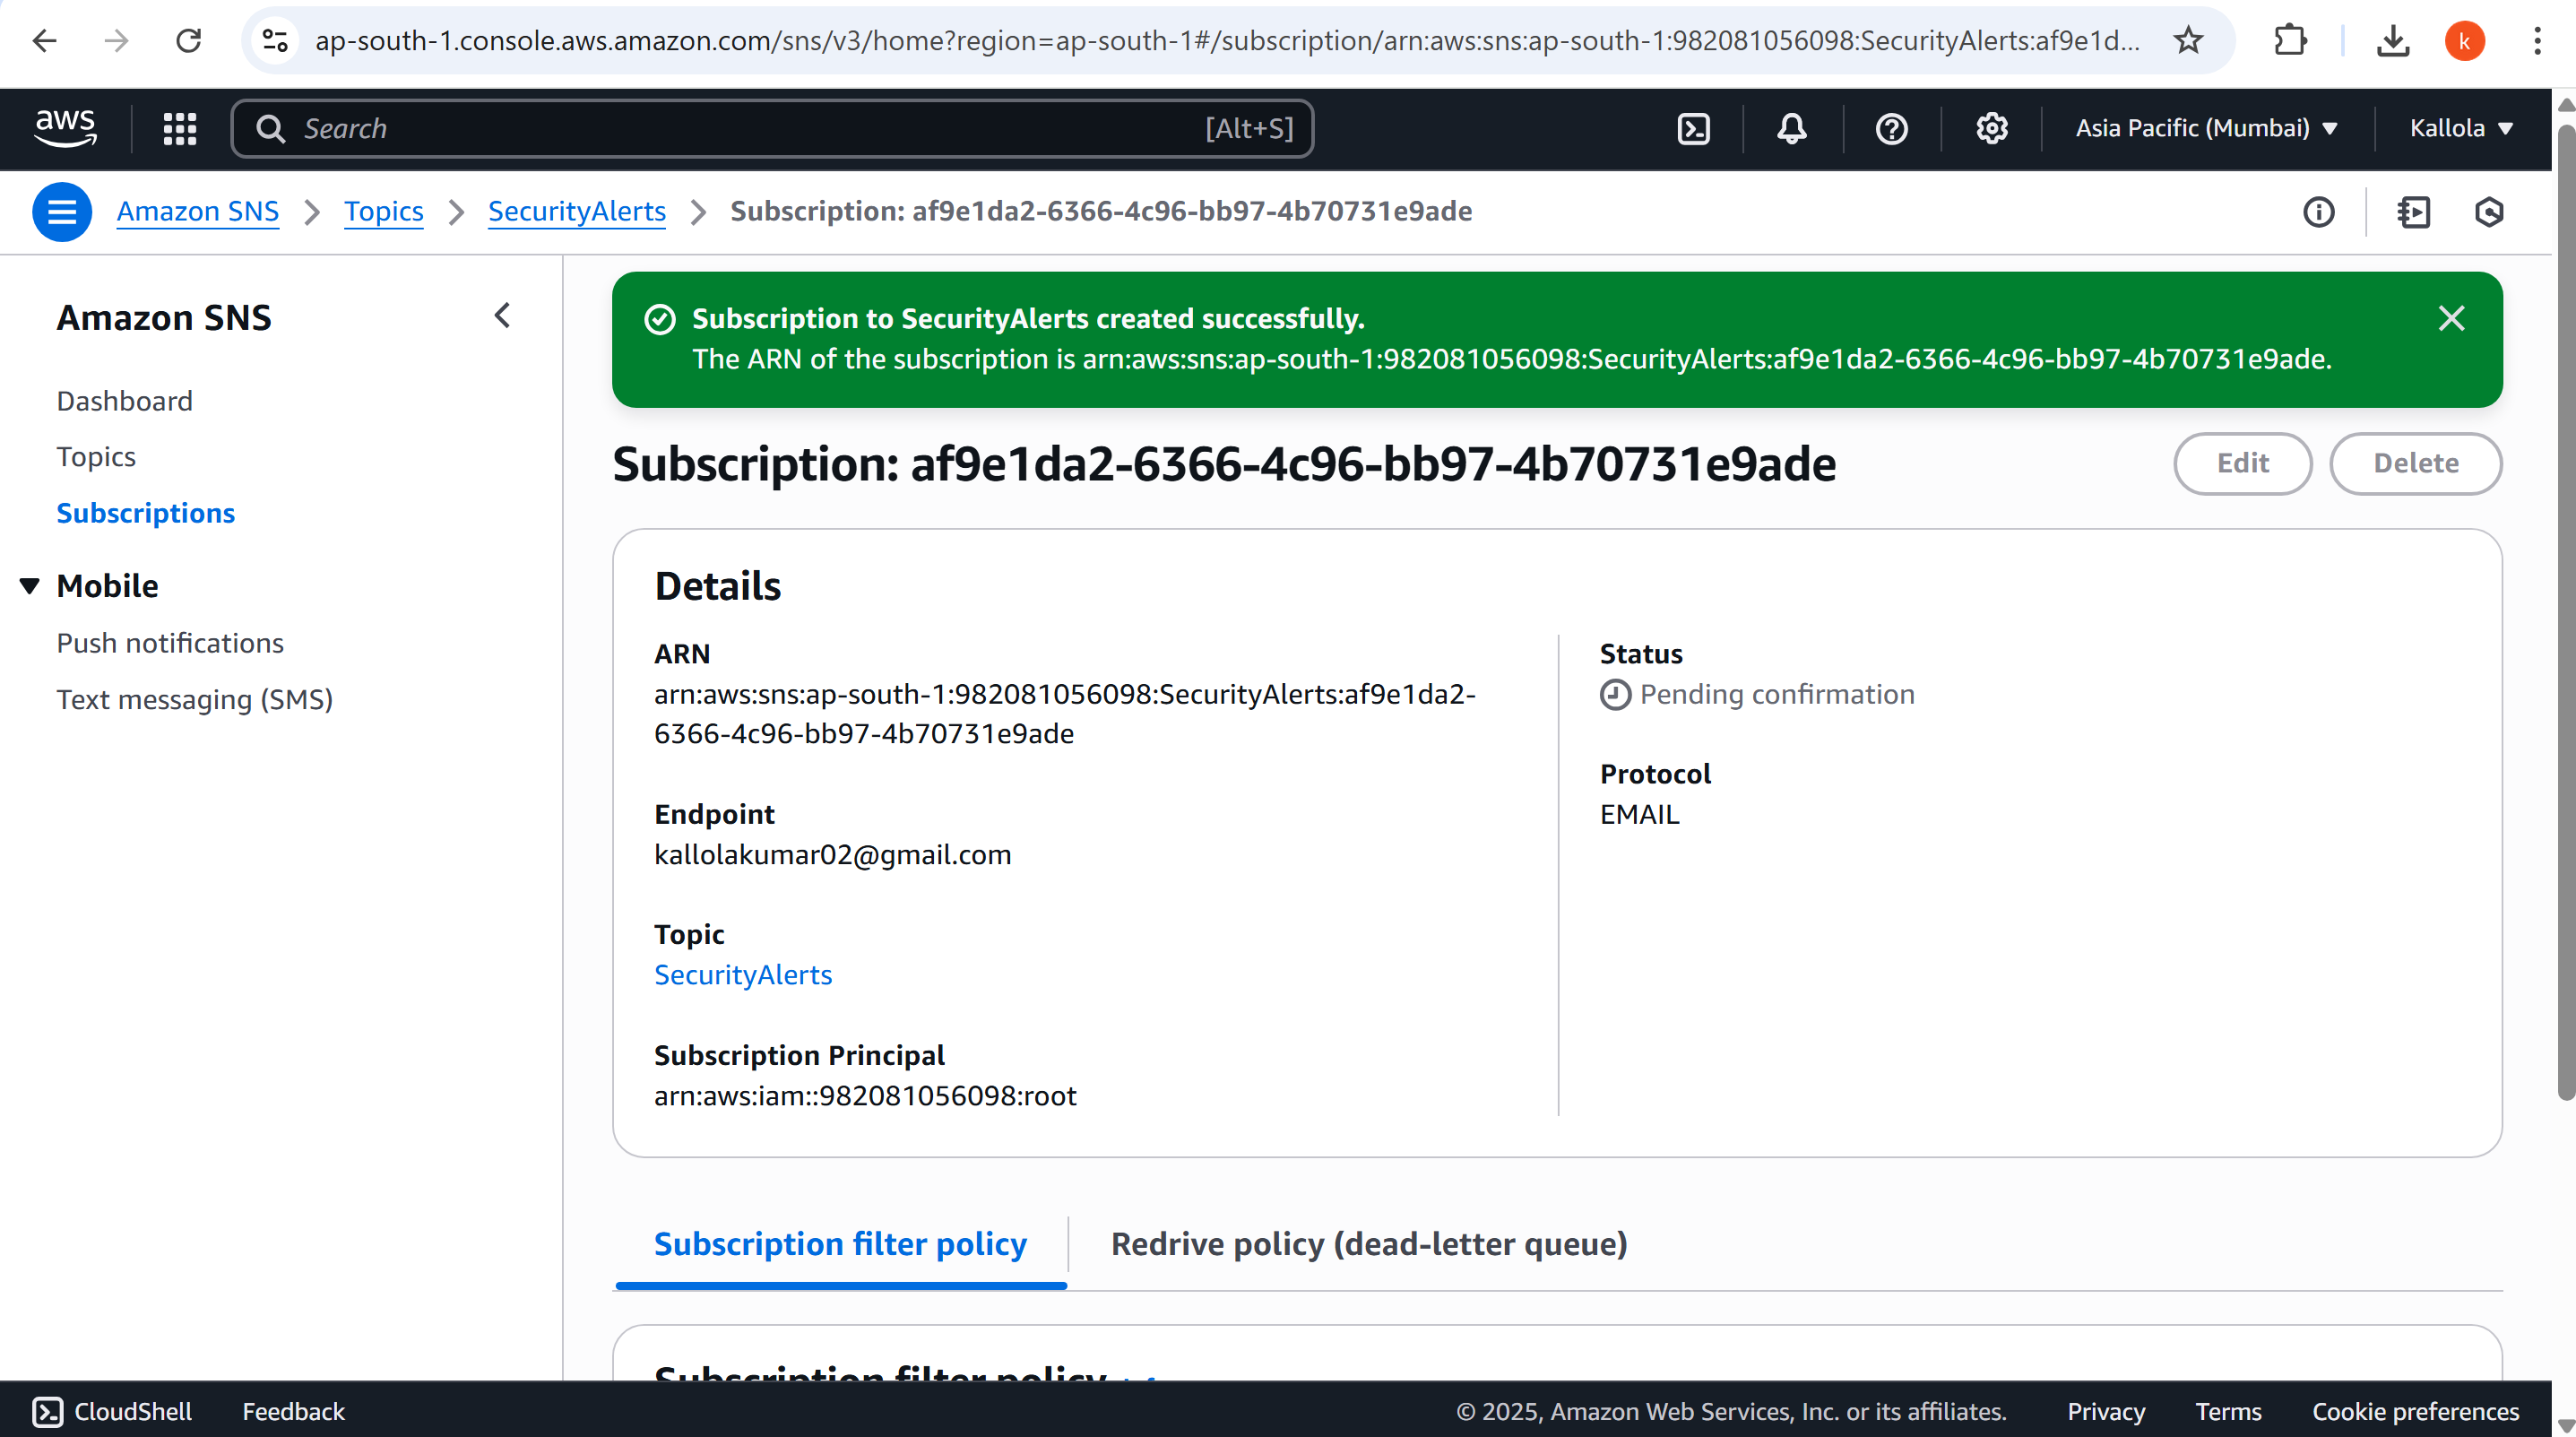 ap-south-1.console.aws.amazon.com/sns/v3/home?region=ap-south-1#/subscription/arn:aws:sns:ap-south-1:982081056098:SecurityAlerts:af9e1d...
k
aws
Search
[Alt+S]
Asia Pacific (Mumbai)
Kallola
Amazon SNS
Topics
SecurityAlerts
Subscription: af9e1da2-6366-4c96-bb97-4b70731e9ade
Amazon SNS
Dashboard
Topics
Subscriptions
Mobile
Push notifications
Text messaging (SMS)
Subscription to SecurityAlerts created successfully.
The ARN of the subscription is arn:aws:sns:ap-south-1:982081056098:SecurityAlerts:af9e1da2-6366-4c96-bb97-4b70731e9ade.
Subscription: af9e1da2-6366-4c96-bb97-4b70731e9ade
Edit
Delete
Details
ARN
arn:aws:sns:ap-south-1:982081056098:SecurityAlerts:af9e1da2-
6366-4c96-bb97-4b70731e9ade
Endpoint
kallolakumar02@gmail.com
Topic
SecurityAlerts
Subscription Principal
arn:aws:iam::982081056098:root
Status
Pending confirmation
Protocol
EMAIL
Subscription filter policy
Redrive policy (dead-letter queue)
Subscription filter policy
CloudShell
Feedback
© 2025, Amazon Web Services, Inc. or its affiliates.
Privacy
Terms
Cookie preferences